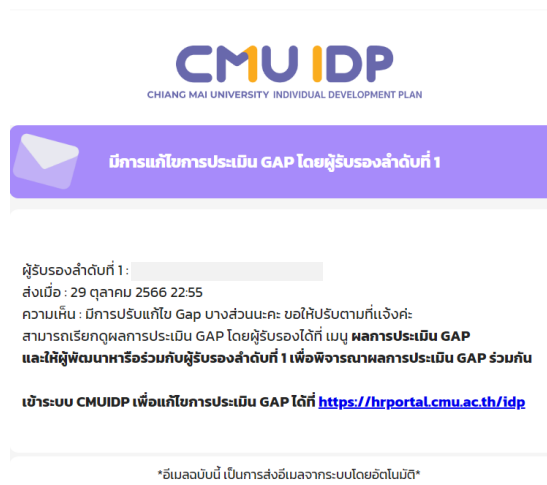 CMU IDP
CHIANG MAI UNIVERSITY INDIVIDUAL DEVELOPMENT PLAN
มีการแก้ไขการประเมิน GAP โดยผู้รับรองลำดับที่ 1
ผู้รับรองลำดับที่ 1 :
ส่งเมื่อ : 29 ตุลาคม 2566 22:55
ความเห็น : มีการปรับแก้ไข Gap บางส่วนนะคะ ขอให้ปรับตามที่แจ้งค่ะ
สามารถเรียกดูผลการประเมิน GAP โดยผู้รับรองได้ที่ เมนู ผลการประเมิน GAP
และให้ผู้พัฒนาหารือร่วมกับผู้รับรองลำดับที่ 1 เพื่อพิจารณาผลการประเมิน GAP ร่วมกัน
เข้าระบบ CMUIDP เพื่อแก้ไขการประเมิน GAP ได้ที่ https://hrportal.cmu.ac.th/idp
*อีเมลฉบับนี้ เป็นการส่งอีเมลจากระบบโดยอัตโนมัติ*